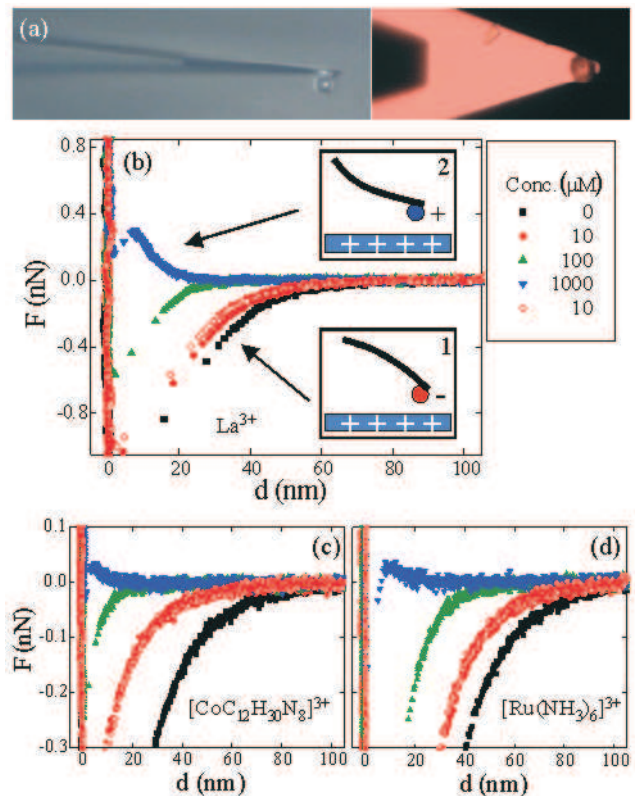 (a)
(b)
2
+
+ + + +
1
-
+ + + +
La³⁺
F (nN)
0.8
0.4
0.0
-0.4
-0.8
0 20 40 60 80 100
d (nm)
Conc. (μM)
0
10
100
1000
10
(c)
[CoC₁₂H₃₀N₈]³⁺
F (nN)
0.1
0.0
-0.1
-0.2
-0.3
0 20 40 60 80 100
d (nm)
(d)
[Ru(NH₃)₆]³⁺
0 20 40 60 80 100
d (nm)